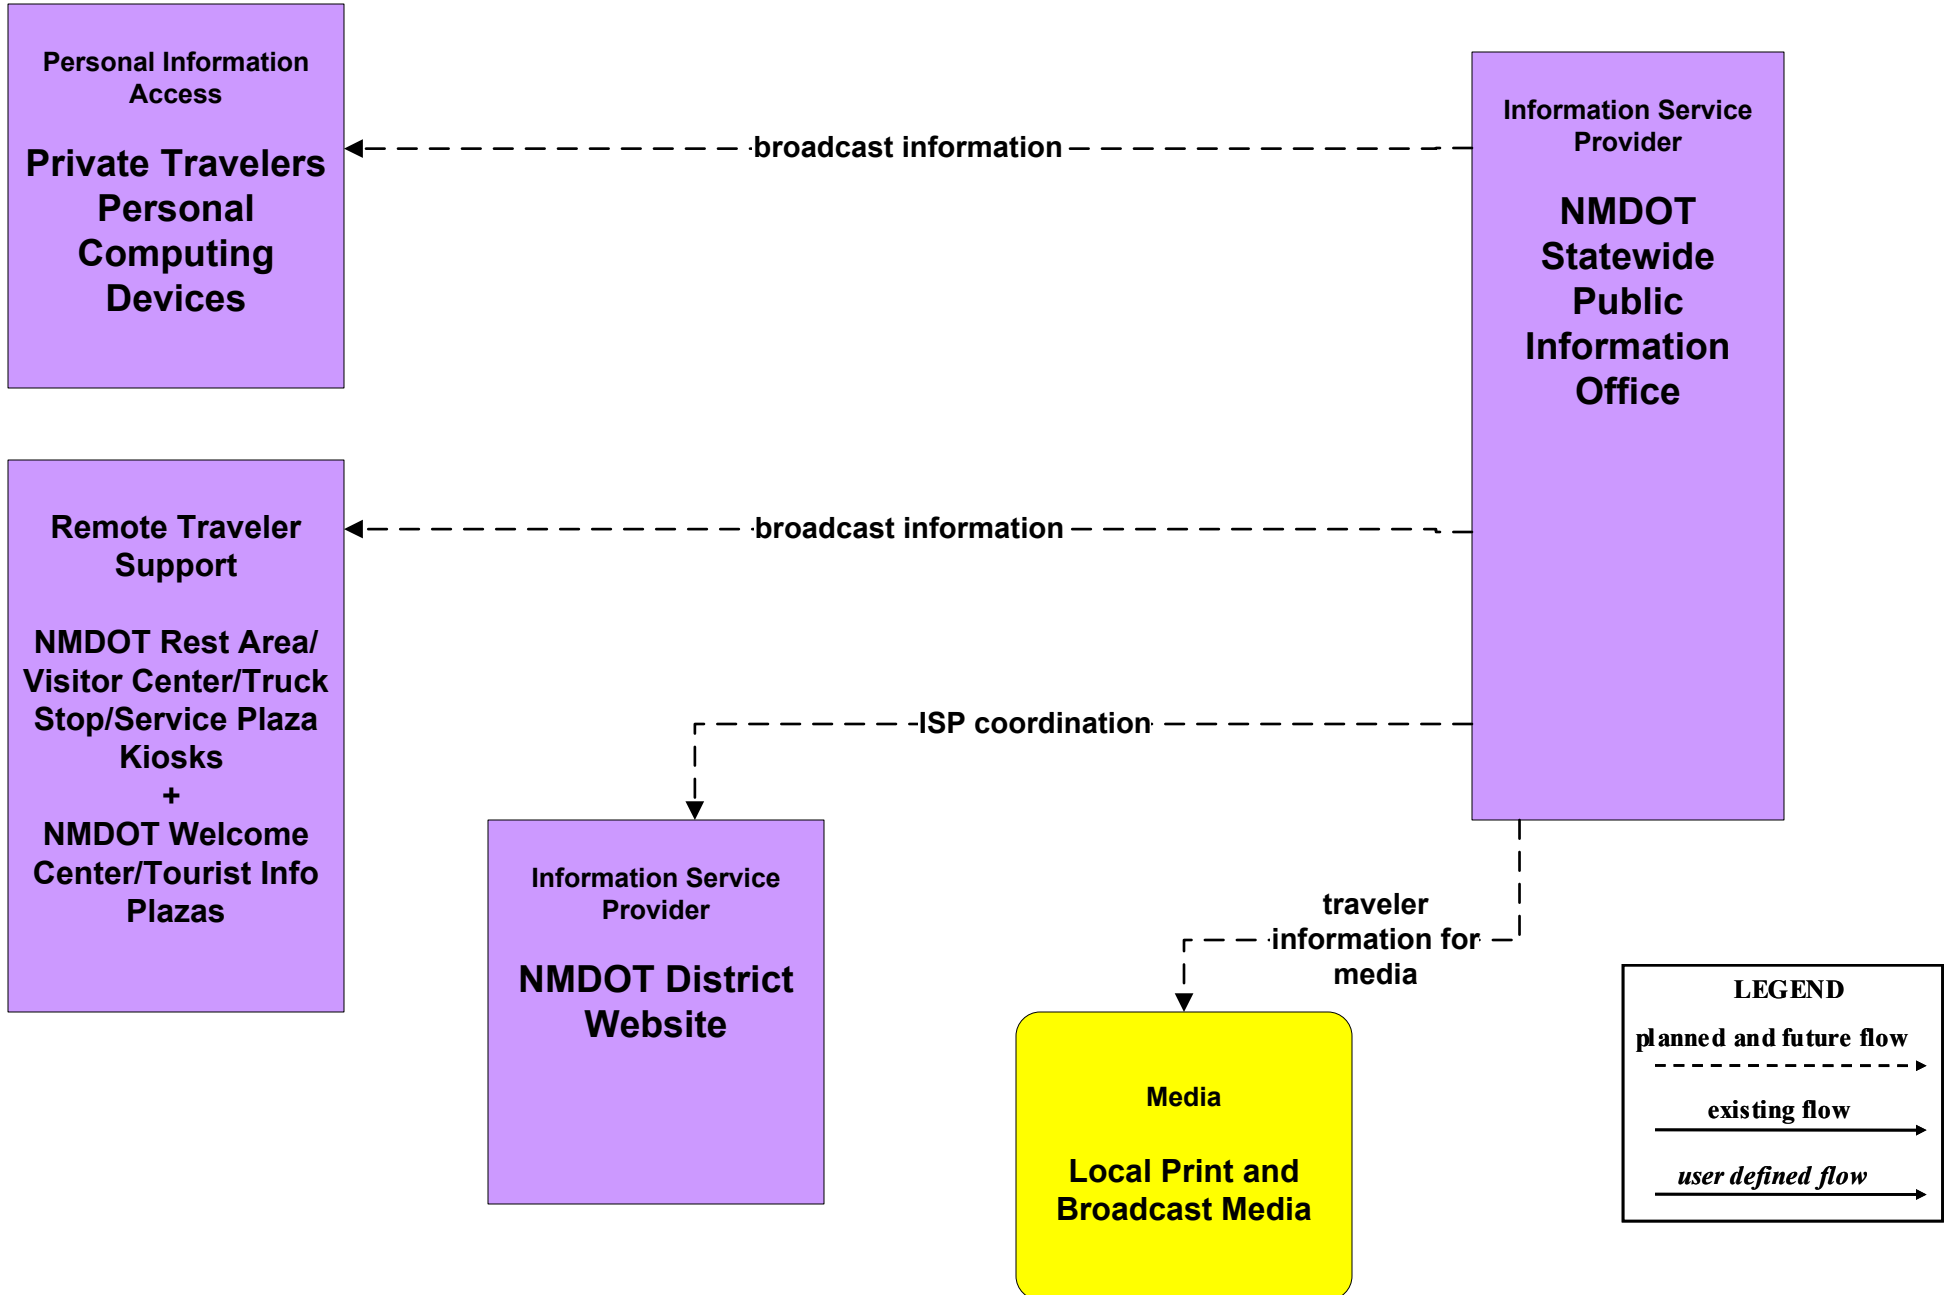 Personal Information
Access
Private Travelers
Personal
Computing
Devices
broadcast information
Information Service
Provider
NMDOT
Statewide
Public
Information
Office
Remote Traveler
Support
NMDOT Rest Area/
Visitor Center/Truck
Stop/Service Plaza
Kiosks
+
NMDOT Welcome
Center/Tourist Info
Plazas
broadcast information
ISP coordination
Information Service
Provider
NMDOT District
Website
traveler
information for
media
Media
Local Print and
Broadcast Media
LEGEND
planned and future flow
existing flow
user defined flow